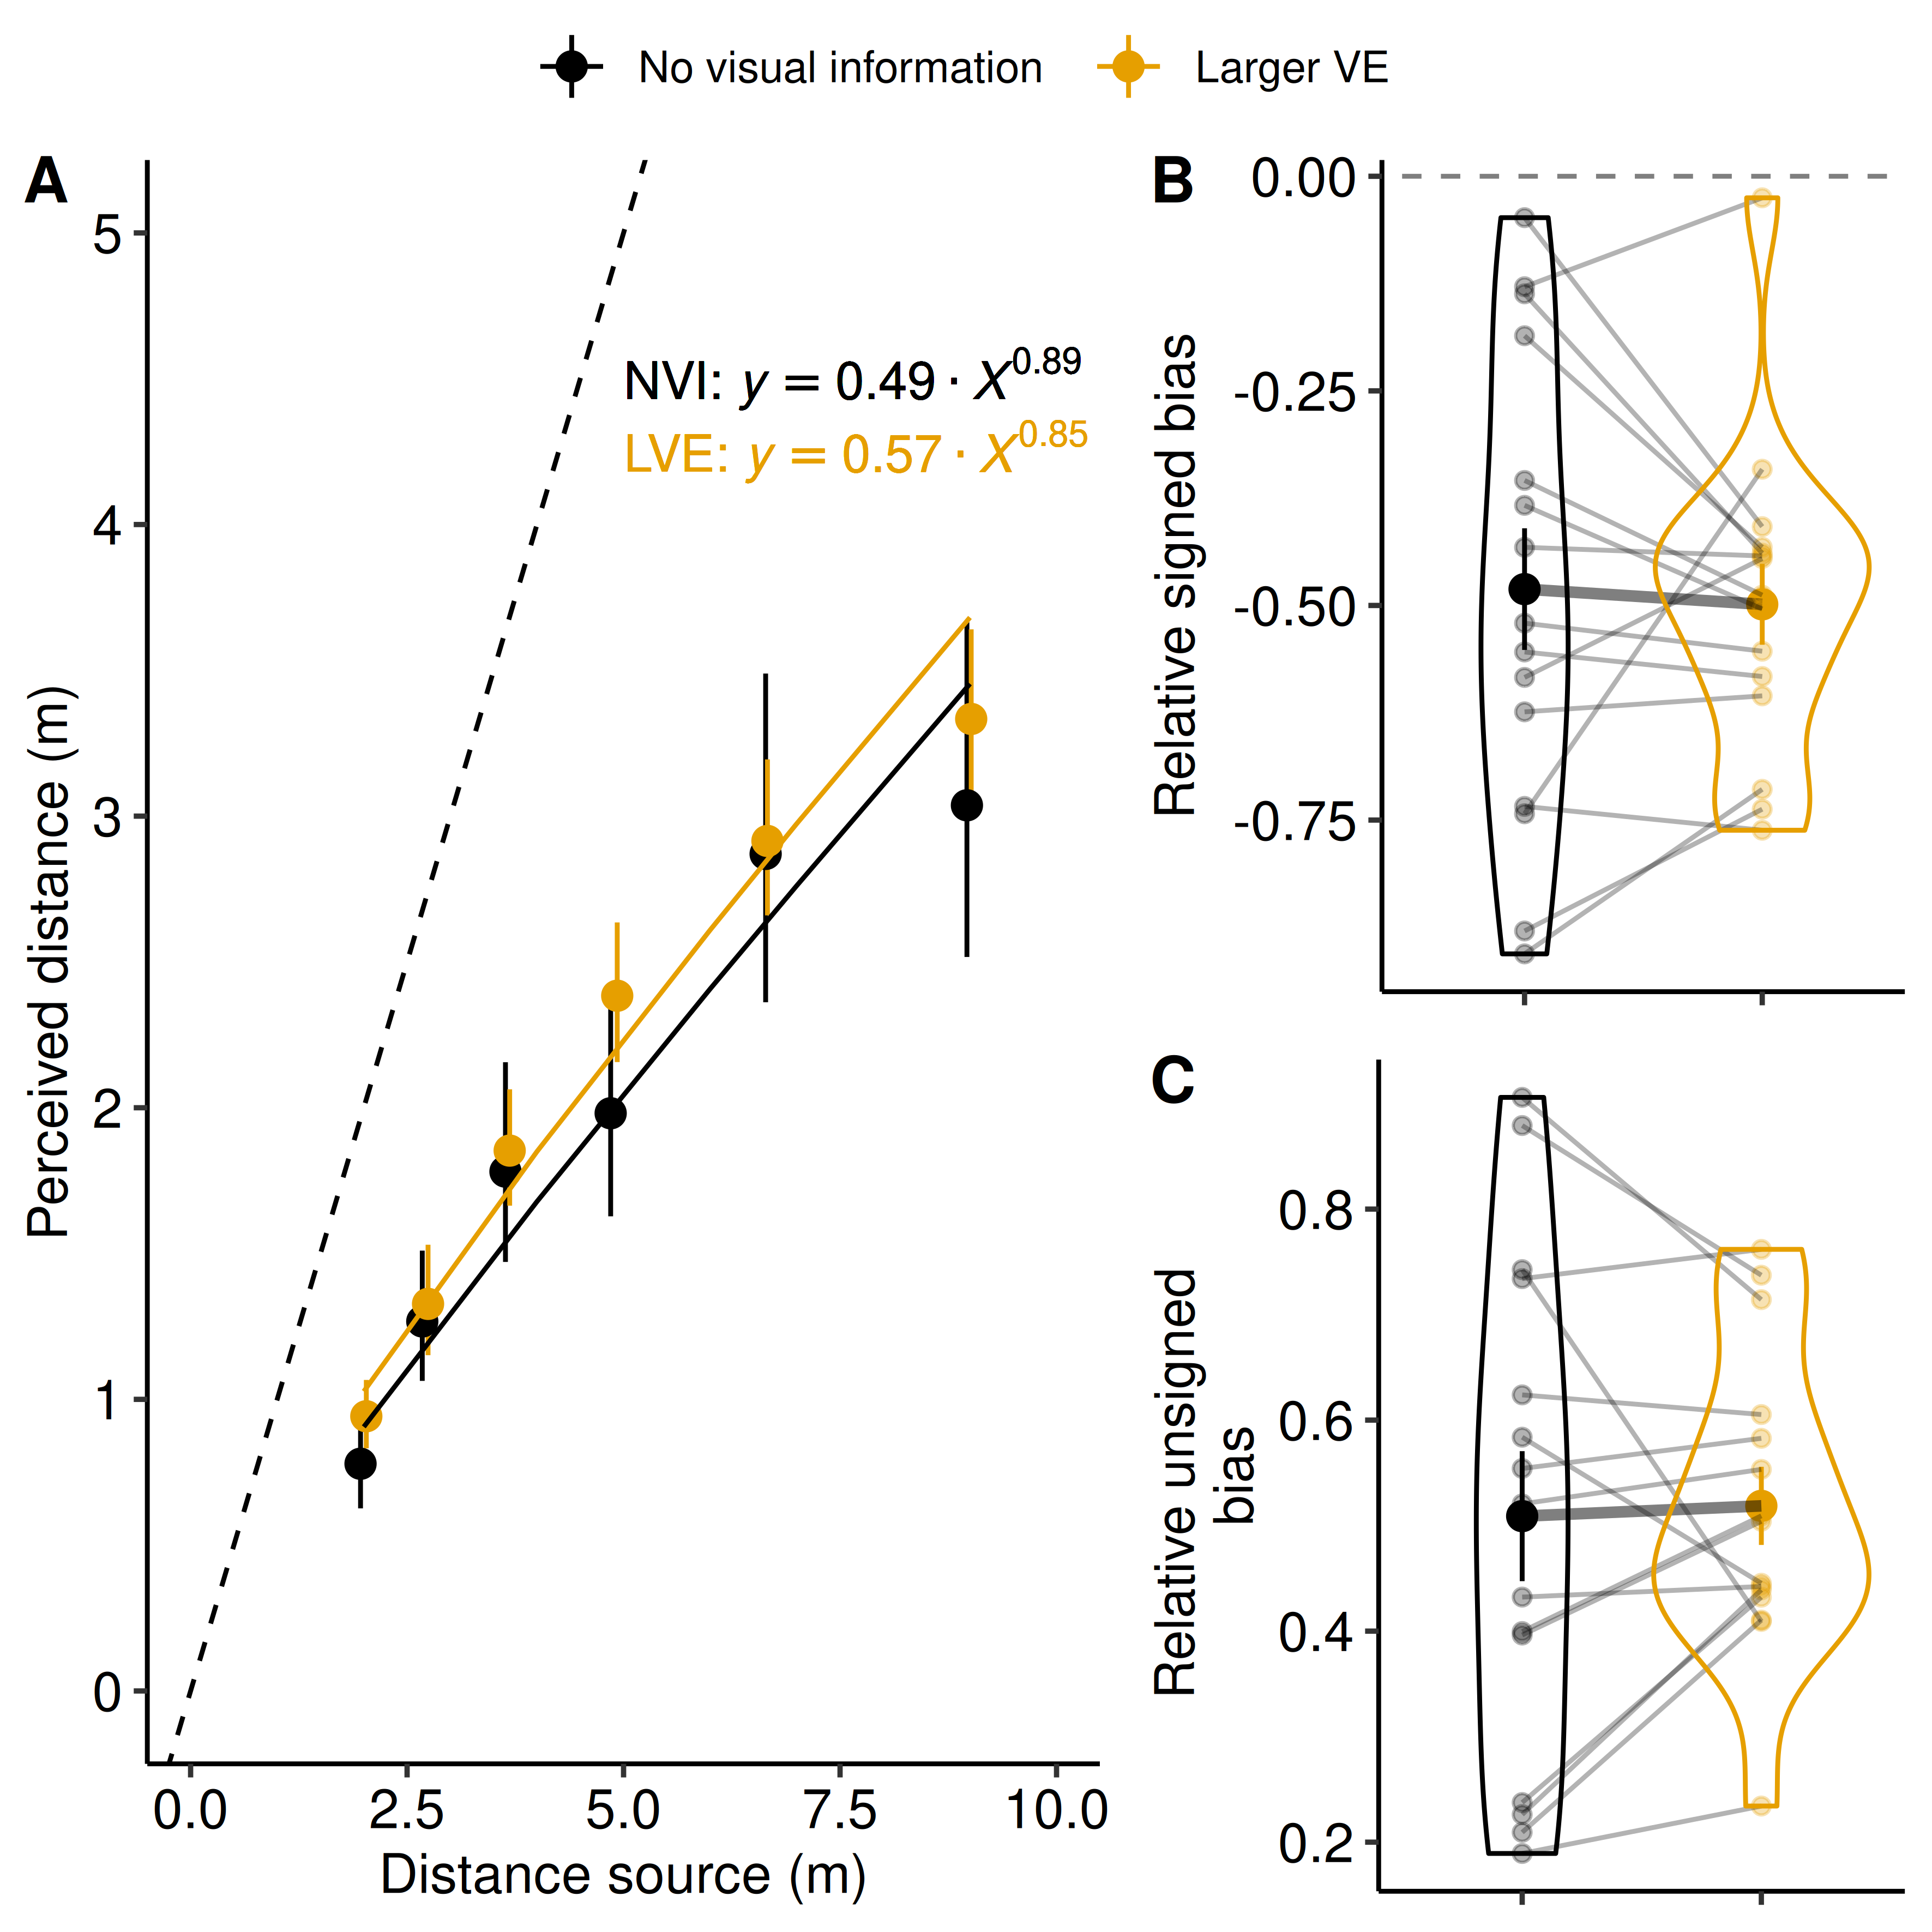 No visual information
Larger VE
A
5
4
3
2
1
0
Perceived distance (m)
NVI: y = 0.49 · X^0.89
LVE: y = 0.57 · X^0.85
0.0 2.5 5.0 7.5 10.0
Distance source (m)
B
0.00
-0.25
-0.50
-0.75
Relative signed bias
C
0.8
0.6
0.4
0.2
Relative unsigned
bias